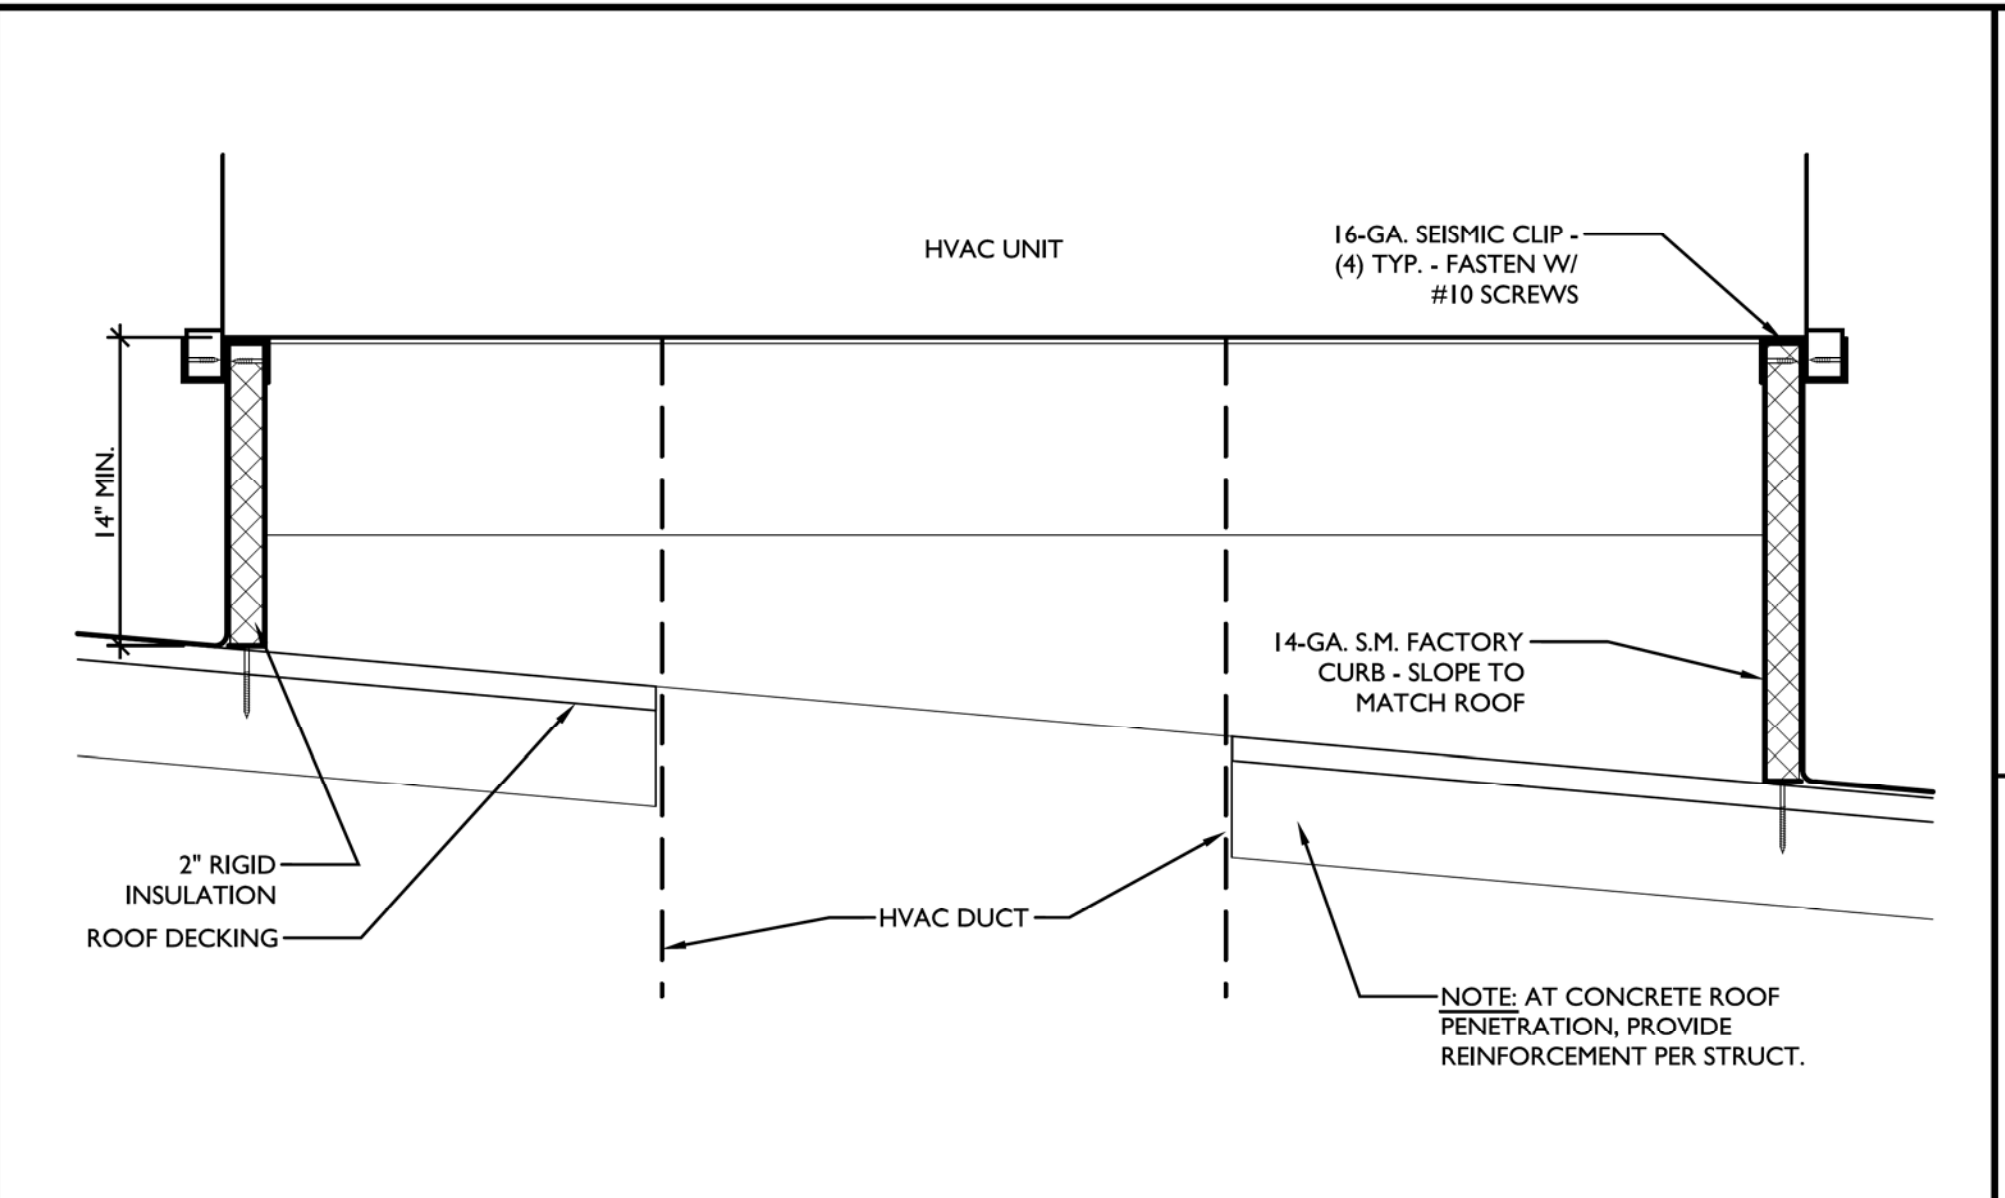 HVAC UNIT
16-GA. SEISMIC CLIP -
(4) TYP. - FASTEN W/
#10 SCREWS
14" MIN.
14-GA. S.M. FACTORY
CURB - SLOPE TO
MATCH ROOF
2" RIGID
INSULATION
ROOF DECKING
HVAC DUCT
NOTE: AT CONCRETE ROOF
PENETRATION, PROVIDE
REINFORCEMENT PER STRUCT.